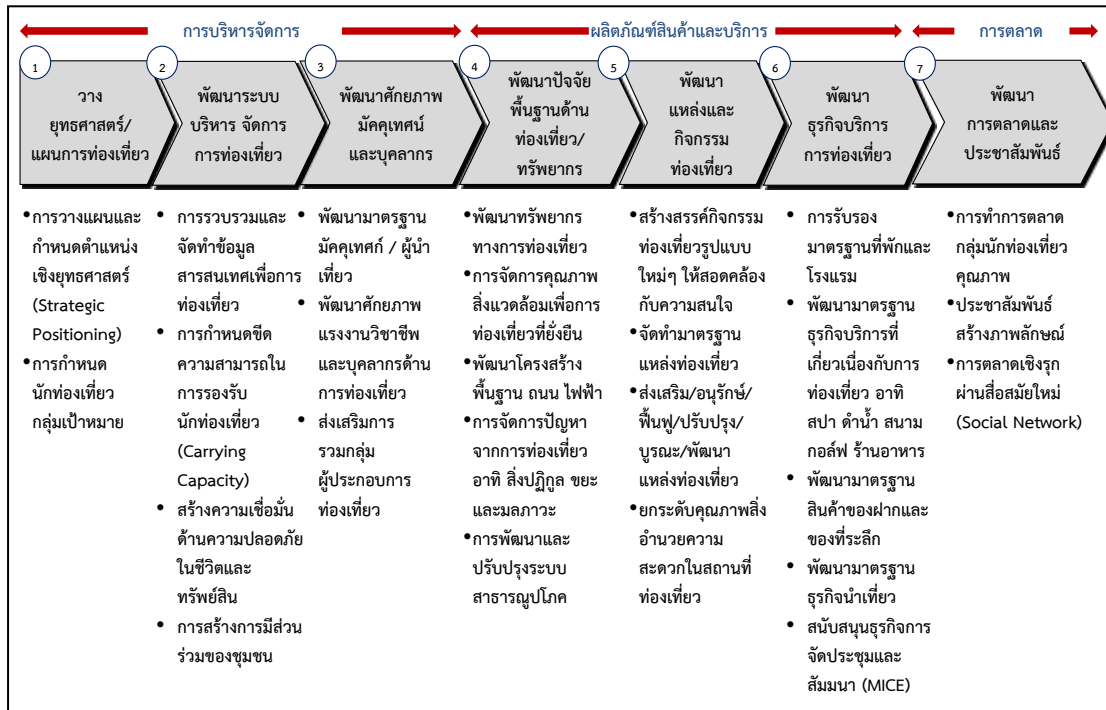 การบริหารจัดการ
ผลิตภัณฑ์สินค้าและบริการ
การตลาด
1
วาง
ยุทธศาสตร์/
แผนการท่องเที่ยว
2
พัฒนาระบบ
บริหาร จัดการ
การท่องเที่ยว
3
พัฒนาศักยภาพ
มัคคุเทศน์
และบุคลากร
4
พัฒนาปัจจัย
พื้นฐานด้าน
ท่องเที่ยว/
ทรัพยากร
5
พัฒนา
แหล่งและ
กิจกรรม
ท่องเที่ยว
6
พัฒนา
ธุรกิจบริการ
การท่องเที่ยว
7
พัฒนา
การตลาดและ
ประชาสัมพันธ์
•การวางแผนและ
กำหนดตำแหน่ง
เชิงยุทธศาสตร์
(Strategic
Positioning)
•การกำหนด
นักท่องเที่ยว
กลุ่มเป้าหมาย
• การรวบรวมและ
จัดทำข้อมูล
สารสนเทศเพื่อการ
ท่องเที่ยว
• การกำหนดขีด
ความสามารถใน
การรองรับ
นักท่องเที่ยว
(Carrying
Capacity)
• สร้างความเชื่อมั่น
ด้านความปลอดภัย
ในชีวิตและ
ทรัพย์สิน
• การสร้างการมีส่วน
ร่วมของชุมชน
• พัฒนามาตรฐาน
มัคคุเทศก์ / ผู้นำ
เที่ยว
• พัฒนาศักยภาพ
แรงงานวิชาชีพ
และบุคลากรด้าน
การท่องเที่ยว
• ส่งเสริมการ
รวมกลุ่ม
ผู้ประกอบการ
ท่องเที่ยว
•พัฒนาทรัพยากร
ทางการท่องเที่ยว
•การจัดการคุณภาพ
สิ่งแวดล้อมเพื่อการ
ท่องเที่ยวที่ยั่งยืน
•พัฒนาโครงสร้าง
พื้นฐาน ถนน ไฟฟ้า
•การจัดการปัญหา
จากการท่องเที่ยว
อาทิ สิ่งปฏิกูล ขยะ
และมลภาวะ
•การพัฒนาและ
ปรับปรุงระบบ
สาธารณูปโภค
•สร้างสรรค์กิจกรรม
ท่องเที่ยวรูปแบบ
ใหม่ๆ ให้สอดคล้อง
กับความสนใจ
•จัดทำมาตรฐาน
แหล่งท่องเที่ยว
•ส่งเสริม/อนุรักษ์/
ฟื้นฟู/ปรับปรุง/
บูรณะ/พัฒนา
แหล่งท่องเที่ยว
•ยกระดับคุณภาพสิ่ง
อำนวยความ
สะดวกในสถานที่
ท่องเที่ยว
• การรับรอง
มาตรฐานที่พักและ
โรงแรม
• พัฒนามาตรฐาน
ธุรกิจบริการที่
เกี่ยวเนื่องกับการ
ท่องเที่ยว อาทิ
สปา ดำน้ำ สนาม
กอล์ฟ ร้านอาหาร
• พัฒนามาตรฐาน
สินค้าของฝากและ
ของที่ระลึก
• พัฒนามาตรฐาน
ธุรกิจนำเที่ยว
• สนับสนุนธุรกิจการ
จัดประชุมและ
สัมมนา (MICE)
•การทำการตลาด
กลุ่มนักท่องเที่ยว
คุณภาพ
•ประชาสัมพันธ์
สร้างภาพลักษณ์
•การตลาดเชิงรุก
ผ่านสื่อสมัยใหม่
(Social Network)